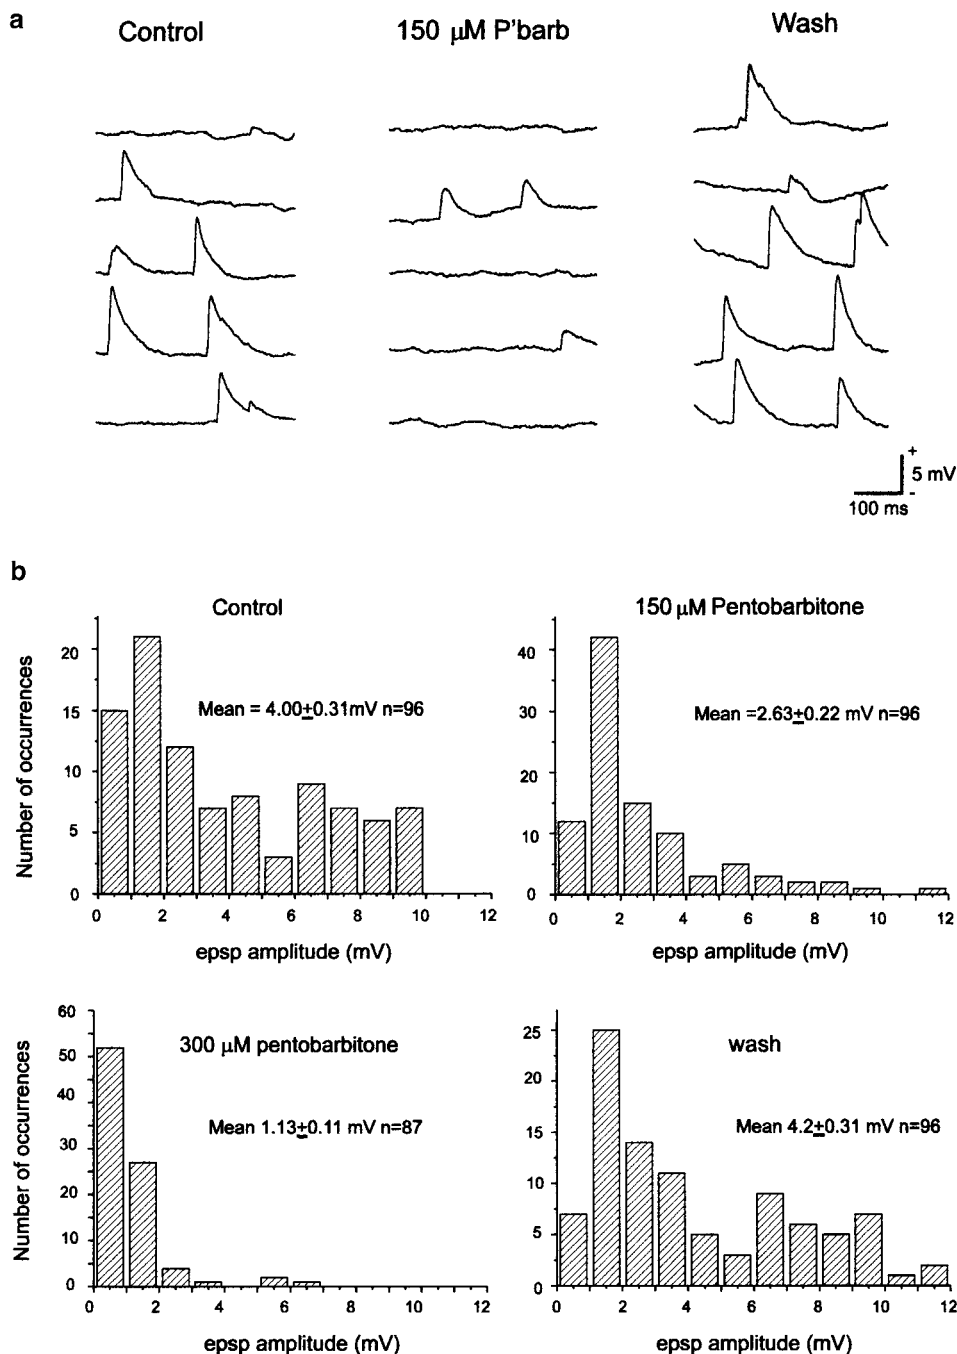 a
Control
150 μM P'barb
Wash
+
5 mV
-
100 ms
b
Control
Number of occurrences
20
15
10
5
0
Mean = 4.00±0.31mV n=96
0 2 4 6 8 10 12
epsp amplitude (mV)
150 μM Pentobarbitone
40
30
20
10
0
Mean =2.63±0.22 mV n=96
0 2 4 6 8 10 12
epsp amplitude (mV)
300 μM pentobarbitone
Number of occurrences
60
50
40
30
20
10
0
Mean 1.13±0.11 mV n=87
0 2 4 6 8 10 12
epsp amplitude (mV)
wash
25
20
15
10
5
0
Mean 4.2±0.31 mV n=96
0 2 4 6 8 10 12
epsp amplitude (mV)